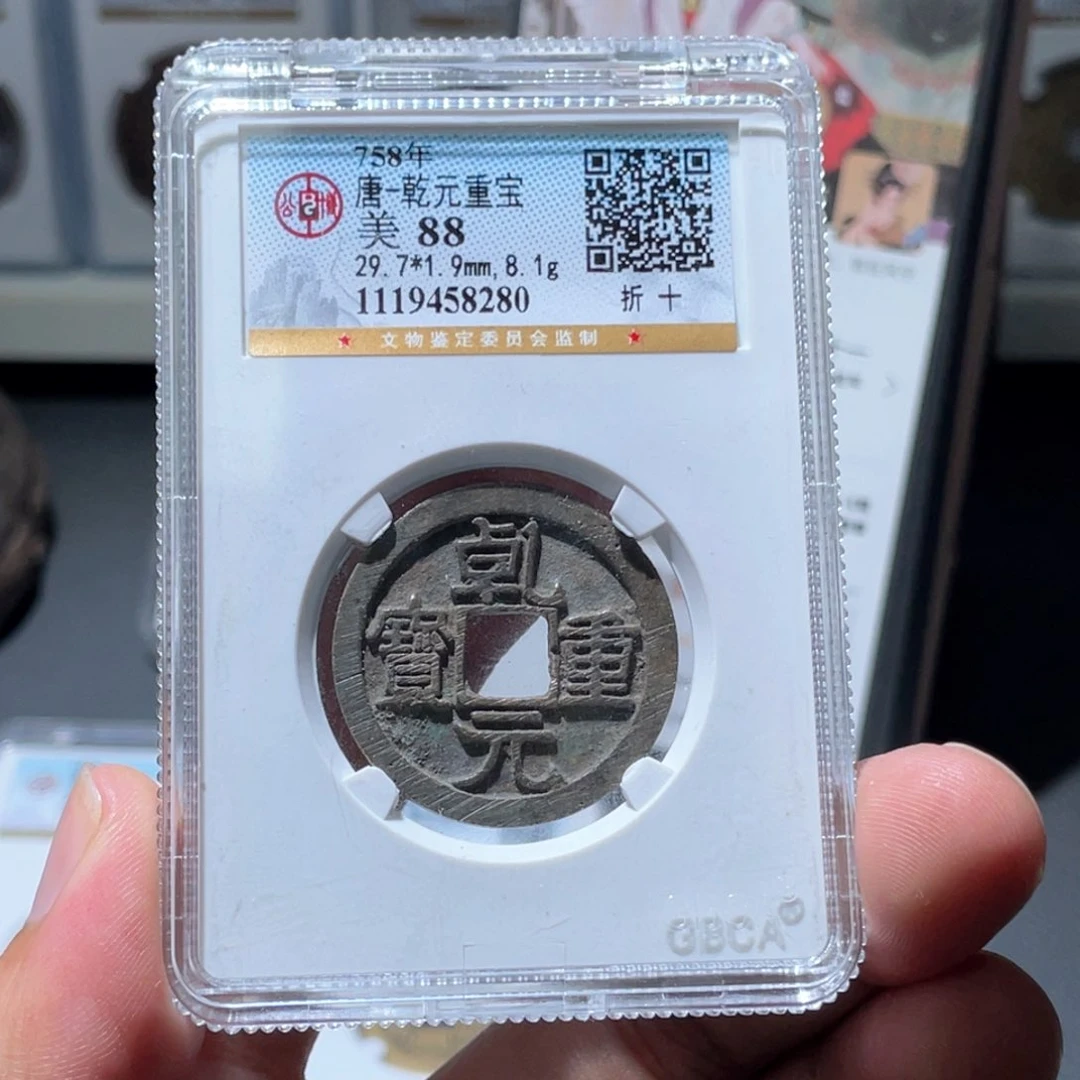 758年
唐-乾元重宝
美 88
29.7*1.9mm,8.1g
1119458280
折十
文物鉴定委员会监制
乾
寶 重
元
GBCA